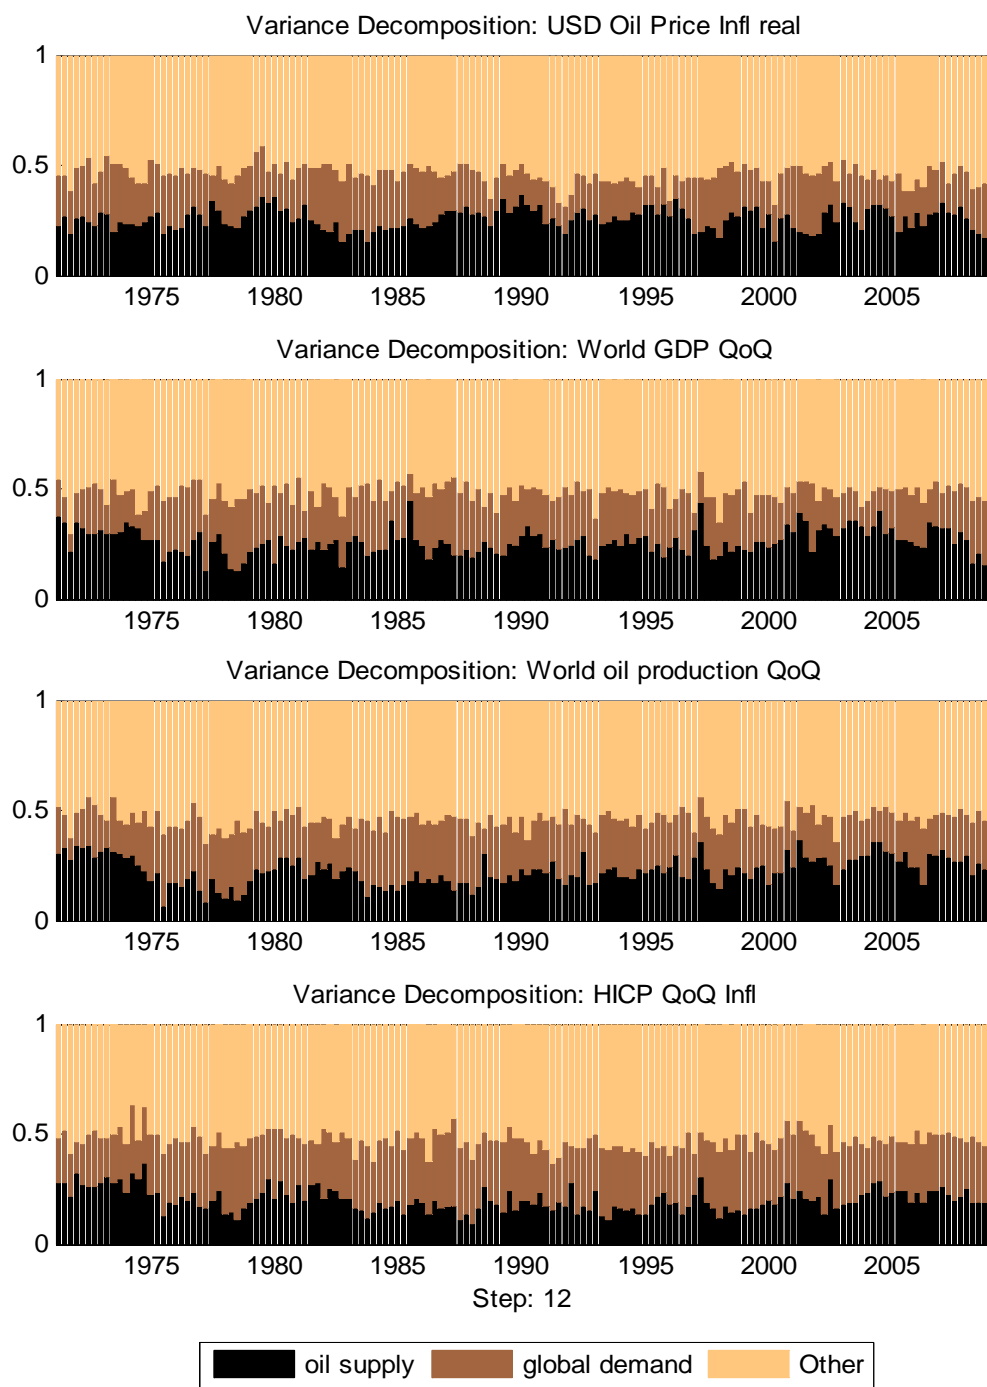 Variance Decomposition: USD Oil Price Infl real
1
0.5
0
1975 1980 1985 1990 1995 2000 2005
Variance Decomposition: World GDP QoQ
1
0.5
0
1975 1980 1985 1990 1995 2000 2005
Variance Decomposition: World oil production QoQ
1
0.5
0
1975 1980 1985 1990 1995 2000 2005
Variance Decomposition: HICP QoQ Infl
1
0.5
0
1975 1980 1985 1990 1995 2000 2005
Step: 12
oil supply global demand Other